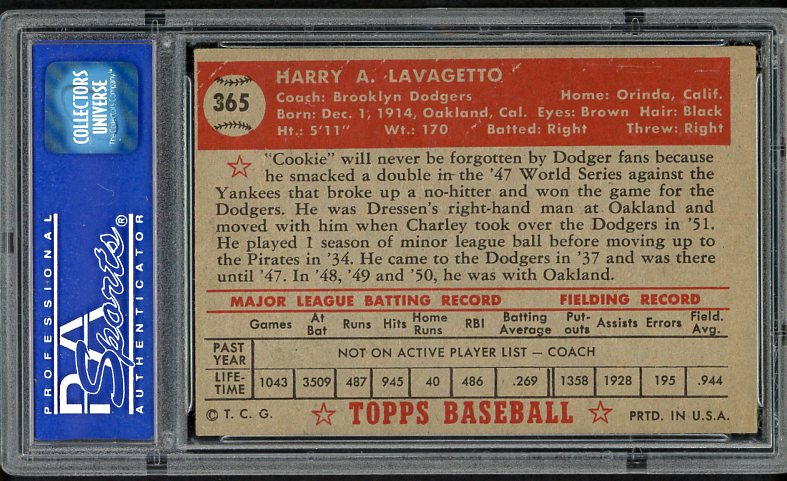 COLLECTORS
UNIVERSE
The Collectors Company
PROFESSIONAL
PSA
Sports®
AUTHENTICATOR
365
HARRY A. LAVAGETTO
Coach: Brooklyn Dodgers Home: Orinda, Calif.
Born: Dec. 1, 1914, Oakland, Cal. Eyes: Brown Hair: Black
Ht.: 5'11" Wt.: 170 Batted: Right Threw: Right
"Cookie" will never be forgotten by Dodger fans because
he smacked a double in the '47 World Series against the
Yankees that broke up a no-hitter and won the game for the
Dodgers. He was Dressen's right-hand man at Oakland and
moved with him when Charley took over the Dodgers in '51.
He played 1 season of minor league ball before moving up to
the Pirates in '34. He came to the Dodgers in '37 and was there
until '47. In '48, '49 and '50, he was with Oakland.
MAJOR LEAGUE BATTING RECORD FIELDING RECORD
Games At Bat Runs Hits Home Runs RBI Batting Average Put-outs Assists Errors Field. Avg.
PAST YEAR NOT ON ACTIVE PLAYER LIST — COACH
LIFE-TIME 1043 3509 487 945 40 486 .269 1358 1928 195 .944
© T. C. G. TOPPS BASEBALL PRTD. IN U.S.A.